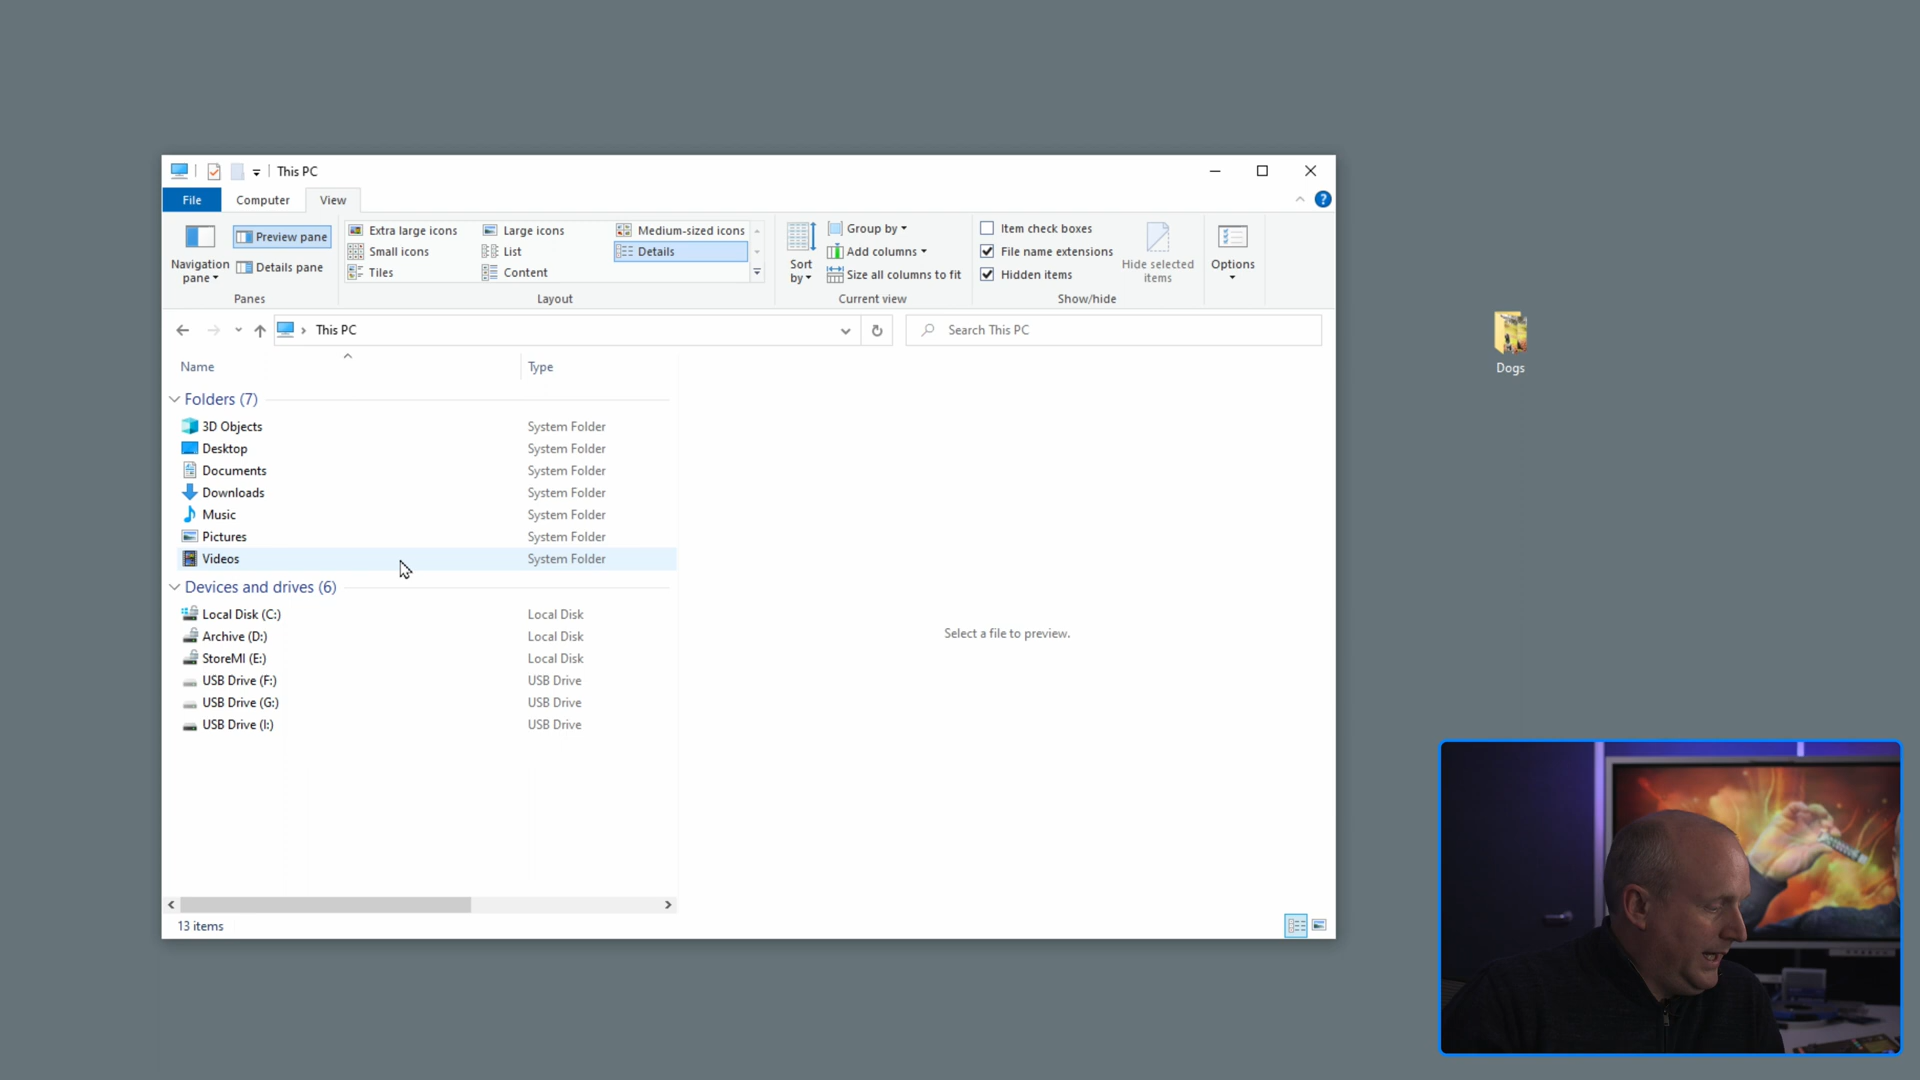 This PC
File Computer View
Navigation pane
Preview pane
Details pane
Panes
Extra large icons Large icons Medium-sized icons
Small icons List Details
Tiles Content
Layout
Sort by
Group by
Add columns
Size all columns to fit
Current view
Item check boxes
File name extensions
Hidden items
Hide selected items
Show/hide
Options
This PC
Search This PC
Name Type
Folders (7)
3D Objects System Folder
Desktop System Folder
Documents System Folder
Downloads System Folder
Music System Folder
Pictures System Folder
Videos System Folder
Devices and drives (6)
Local Disk (C:) Local Disk
Archive (D:) Local Disk
StoreMI (E:) Local Disk
USB Drive (F:) USB Drive
USB Drive (G:) USB Drive
USB Drive (I:) USB Drive
Select a file to preview.
13 items
Dogs